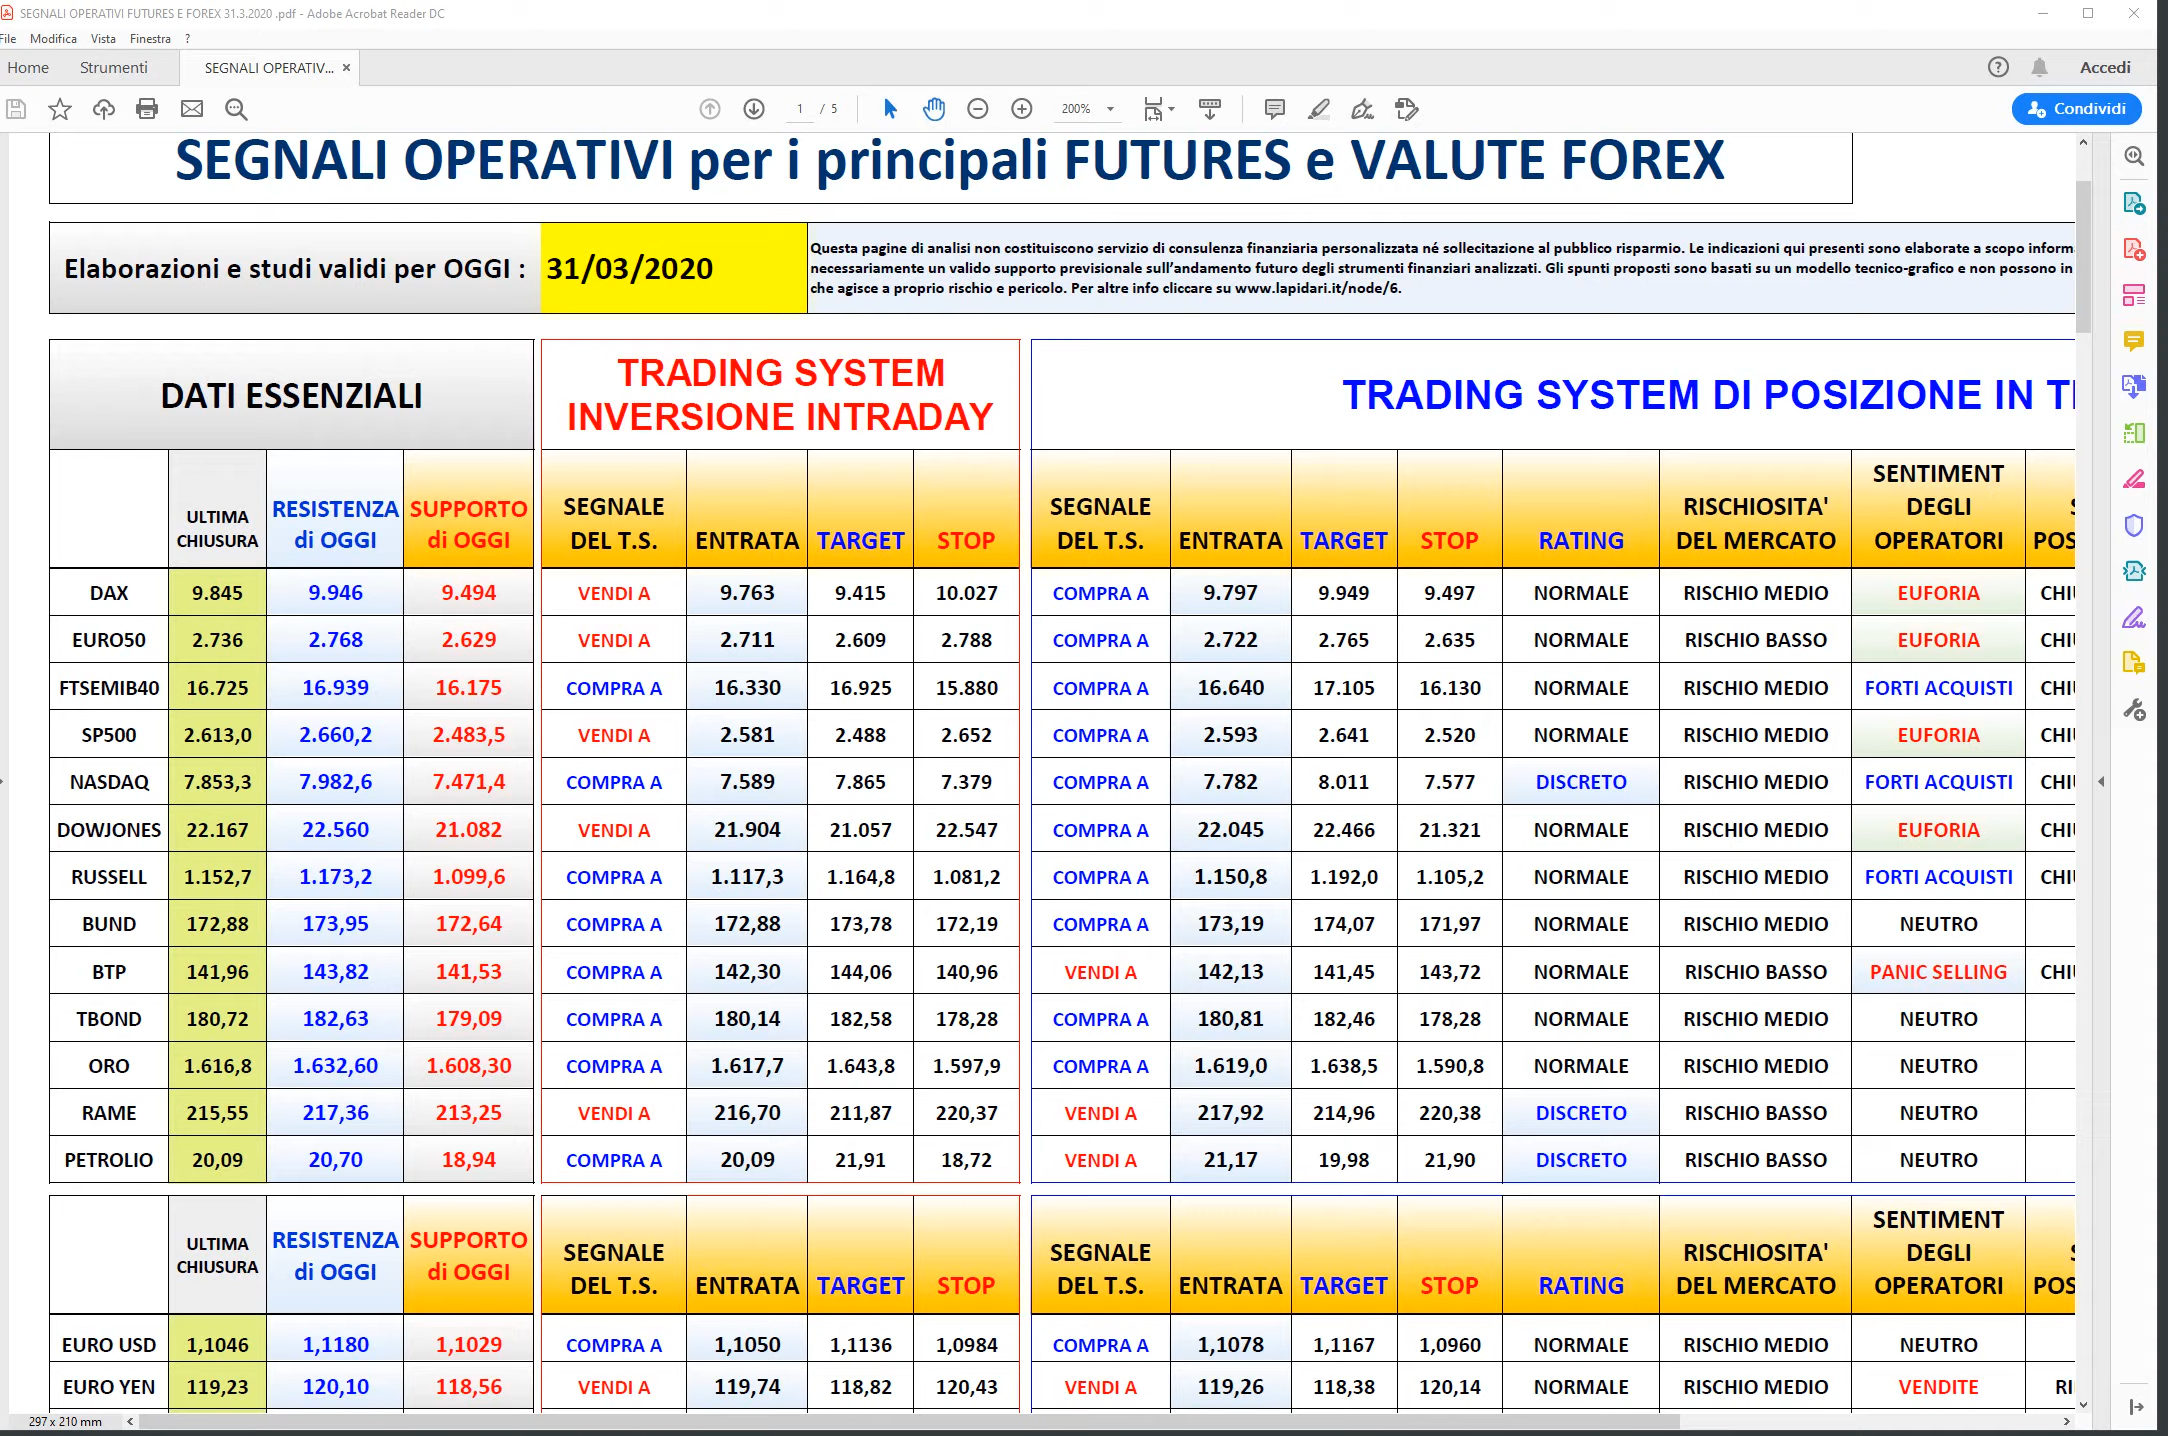 SEGNALI OPERATIVI FUTURES E FOREX 31.3.2020 .pdf - Adobe Acrobat Reader DC
File Modifica Vista Finestra ?
Home Strumenti SEGNALI OPERATIV... × Accedi
1 / 5 200% Condividi
SEGNALI OPERATIVI per i principali FUTURES e VALUTE FOREX
Elaborazioni e studi validi per OGGI : 31/03/2020
Questa pagine di analisi non costituiscono servizio di consulenza finanziaria personalizzata né sollecitazione al pubblico risparmio. Le indicazioni qui presenti sono elaborate a scopo inform
necessariamente un valido supporto previsionale sull'andamento futuro degli strumenti finanziari analizzati. Gli spunti proposti sono basati su un modello tecnico-grafico e non possono in
che agisce a proprio rischio e pericolo. Per altre info cliccare su www.lapidari.it/node/6.
DATI ESSENZIALI
TRADING SYSTEM
INVERSIONE INTRADAY
TRADING SYSTEM DI POSIZIONE IN
ULTIMA CHIUSURA RESISTENZA di OGGI SUPPORTO di OGGI SEGNALE DEL T.S. ENTRATA TARGET STOP SEGNALE DEL T.S. ENTRATA TARGET STOP RATING RISCHIOSITA' DEL MERCATO SENTIMENT DEGLI OPERATORI POS
DAX 9.845 9.946 9.494 VENDI A 9.763 9.415 10.027 COMPRA A 9.797 9.949 9.497 NORMALE RISCHIO MEDIO EUFORIA CHI
EURO50 2.736 2.768 2.629 VENDI A 2.711 2.609 2.788 COMPRA A 2.722 2.765 2.635 NORMALE RISCHIO BASSO EUFORIA CHI
FTSEMIB40 16.725 16.939 16.175 COMPRA A 16.330 16.925 15.880 COMPRA A 16.640 17.105 16.130 NORMALE RISCHIO MEDIO FORTI ACQUISTI CHI
SP500 2.613,0 2.660,2 2.483,5 VENDI A 2.581 2.488 2.652 COMPRA A 2.593 2.641 2.520 NORMALE RISCHIO MEDIO EUFORIA CHI
NASDAQ 7.853,3 7.982,6 7.471,4 COMPRA A 7.589 7.865 7.379 COMPRA A 7.782 8.011 7.577 DISCRETO RISCHIO MEDIO FORTI ACQUISTI CHI
DOWJONES 22.167 22.560 21.082 VENDI A 21.904 21.057 22.547 COMPRA A 22.045 22.466 21.321 NORMALE RISCHIO MEDIO EUFORIA CHI
RUSSELL 1.152,7 1.173,2 1.099,6 COMPRA A 1.117,3 1.164,8 1.081,2 COMPRA A 1.150,8 1.192,0 1.105,2 NORMALE RISCHIO MEDIO FORTI ACQUISTI CHI
BUND 172,88 173,95 172,64 COMPRA A 172,88 173,78 172,19 COMPRA A 173,19 174,07 171,97 NORMALE RISCHIO MEDIO NEUTRO
BTP 141,96 143,82 141,53 COMPRA A 142,30 144,06 140,96 VENDI A 142,13 141,45 143,72 NORMALE RISCHIO BASSO PANIC SELLING CHI
TBOND 180,72 182,63 179,09 COMPRA A 180,14 182,58 178,28 COMPRA A 180,81 182,46 178,28 NORMALE RISCHIO MEDIO NEUTRO
ORO 1.616,8 1.632,60 1.608,30 COMPRA A 1.617,7 1.643,8 1.597,9 COMPRA A 1.619,0 1.638,5 1.590,8 NORMALE RISCHIO MEDIO NEUTRO
RAME 215,55 217,36 213,25 VENDI A 216,70 211,87 220,37 VENDI A 217,92 214,96 220,38 DISCRETO RISCHIO BASSO NEUTRO
PETROLIO 20,09 20,70 18,94 COMPRA A 20,09 21,91 18,72 VENDI A 21,17 19,98 21,90 DISCRETO RISCHIO BASSO NEUTRO
ULTIMA CHIUSURA RESISTENZA di OGGI SUPPORTO di OGGI SEGNALE DEL T.S. ENTRATA TARGET STOP SEGNALE DEL T.S. ENTRATA TARGET STOP RATING RISCHIOSITA' DEL MERCATO SENTIMENT DEGLI OPERATORI POS
EURO USD 1,1046 1,1180 1,1029 COMPRA A 1,1050 1,1136 1,0984 COMPRA A 1,1078 1,1167 1,0960 NORMALE RISCHIO MEDIO NEUTRO
EURO YEN 119,23 120,10 118,56 VENDI A 119,74 118,82 120,43 VENDI A 119,26 118,38 120,14 NORMALE RISCHIO MEDIO VENDITE RI
297 x 210 mm